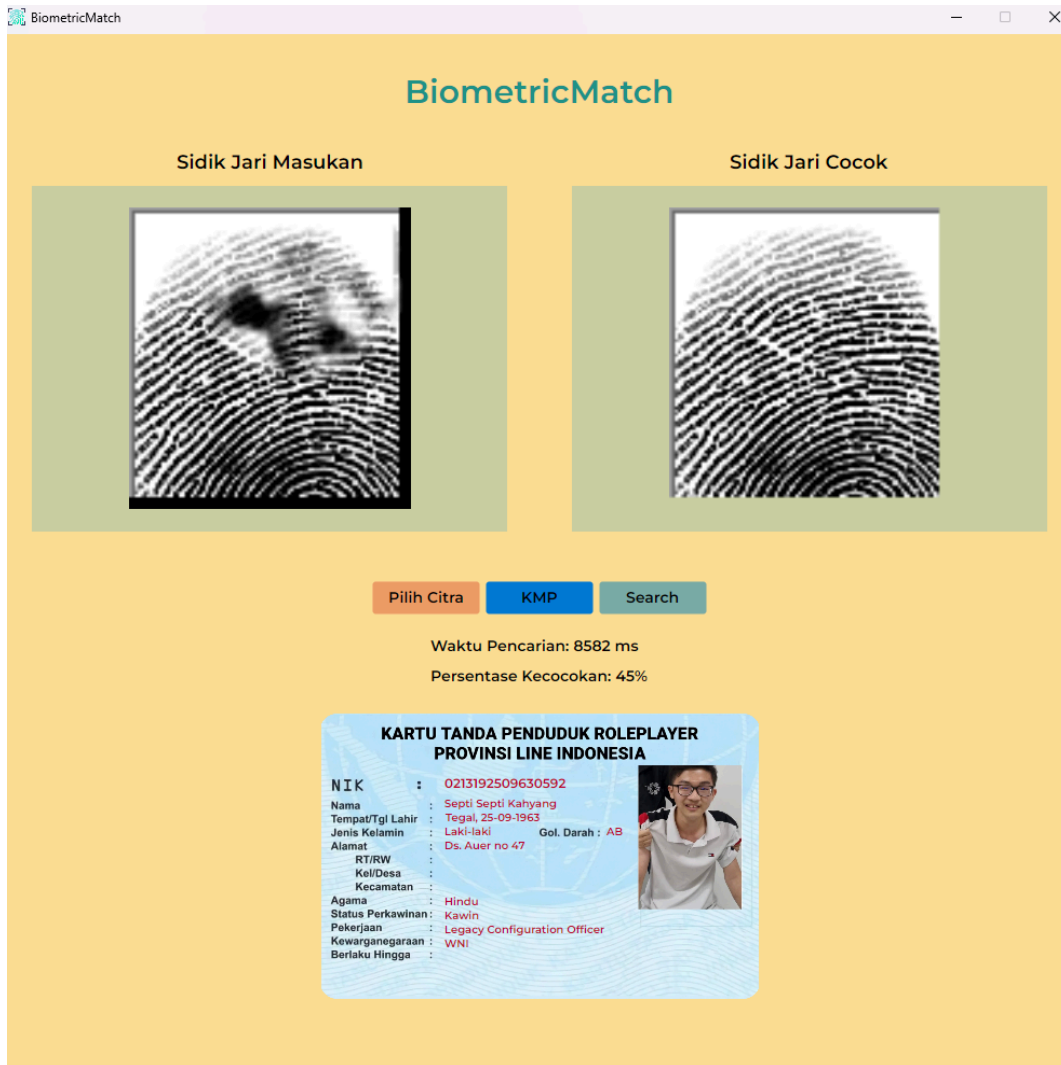 BiometricMatch
BiometricMatch
Sidik Jari Masukan
Sidik Jari Cocok
Pilih Citra
KMP
Search
Waktu Pencarian: 8582 ms
Persentase Kecocokan: 45%
KARTU TANDA PENDUDUK ROLEPLAYER
PROVINSI LINE INDONESIA
NIK : 0213192509630592
Nama : Septi Septi Kahyang
Tempat/Tgl Lahir : Tegal, 25-09-1963
Jenis Kelamin : Laki-laki Gol. Darah : AB
Alamat : Ds. Auer no 47
RT/RW :
Kel/Desa :
Kecamatan :
Agama : Hindu
Status Perkawinan : Kawin
Pekerjaan : Legacy Configuration Officer
Kewarganegaraan : WNI
Berlaku Hingga :